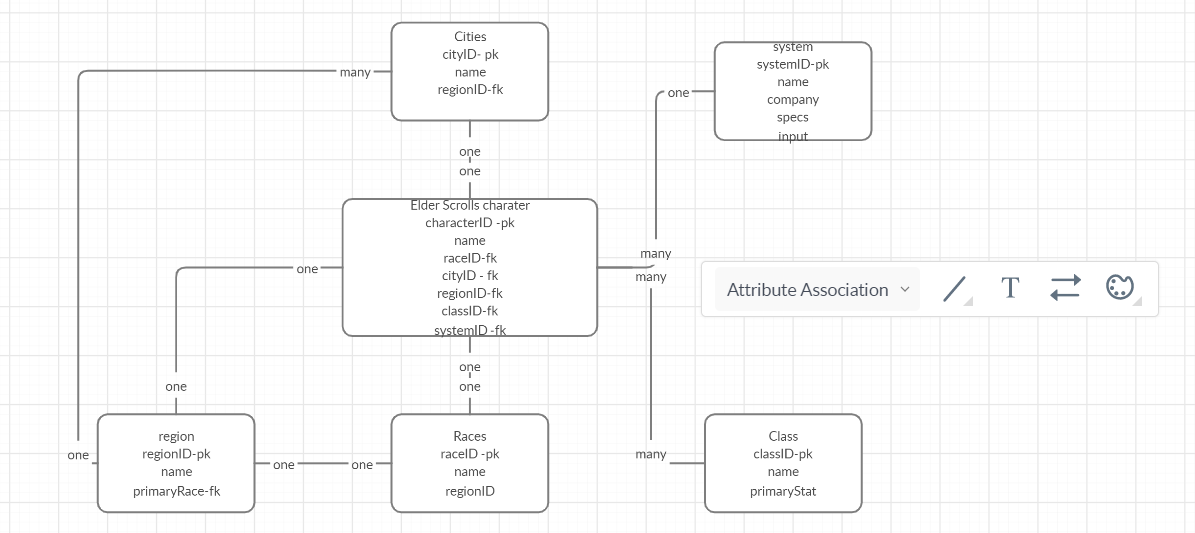 Cities
cityID- pk
name
regionID-fk
many
system
systemID-pk
name
company
specs
input
one
one
one
Elder Scrolls charater
characterID -pk
name
raceID-fk
cityID - fk
regionID-fk
classID-fk
systemID -fk
many
many
one
Attribute Association
T
one
one
one
region
regionID-pk
name
primaryRace-fk
one
one
one
Races
raceID -pk
name
regionID
many
Class
classID-pk
name
primaryStat